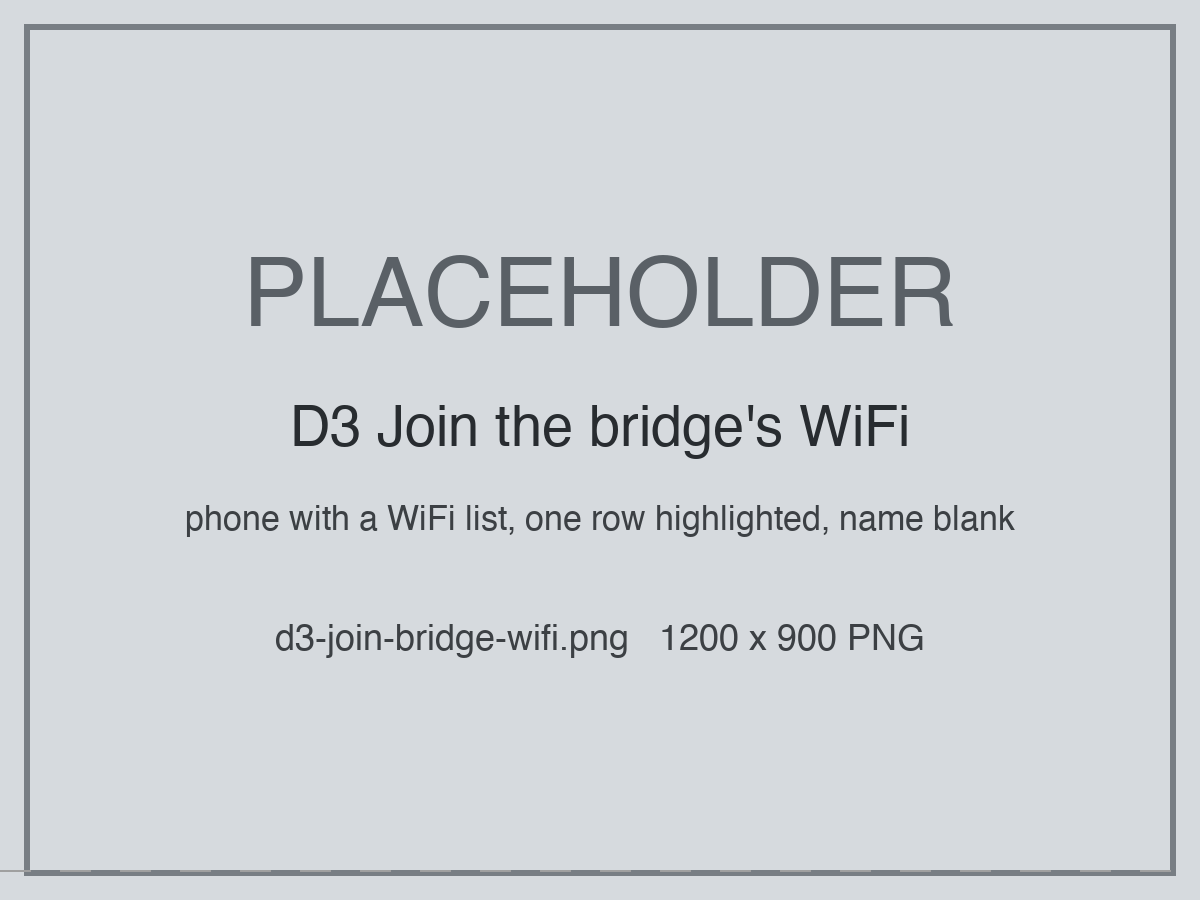 PLACEHOLDER
D3 Join the bridge's WiFi
phone with a WiFi list, one row highlighted, name blank
d3-join-bridge-wifi.png 1200 x 900 PNG